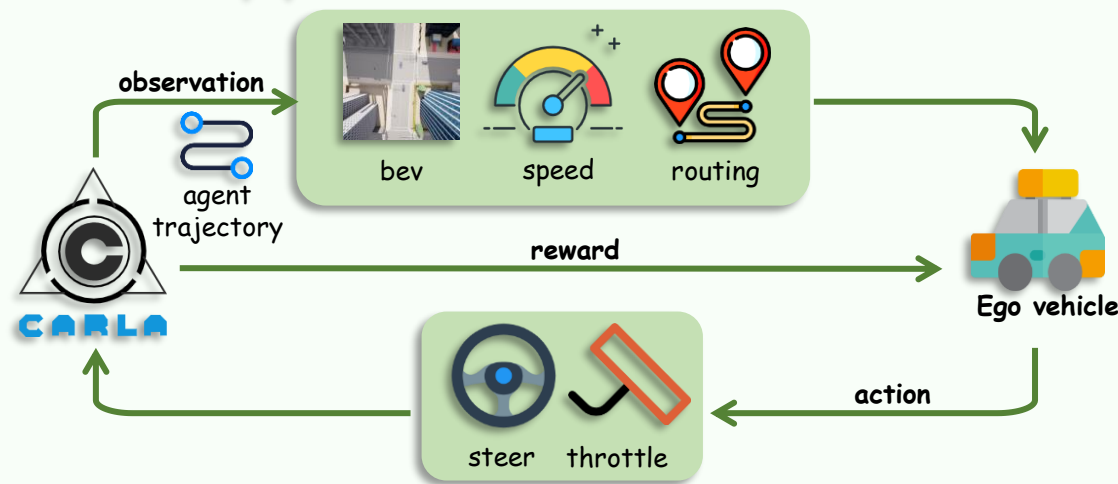 observation
agent
trajectory
bev
speed
routing
CARLA
reward
Ego vehicle
steer
throttle
action